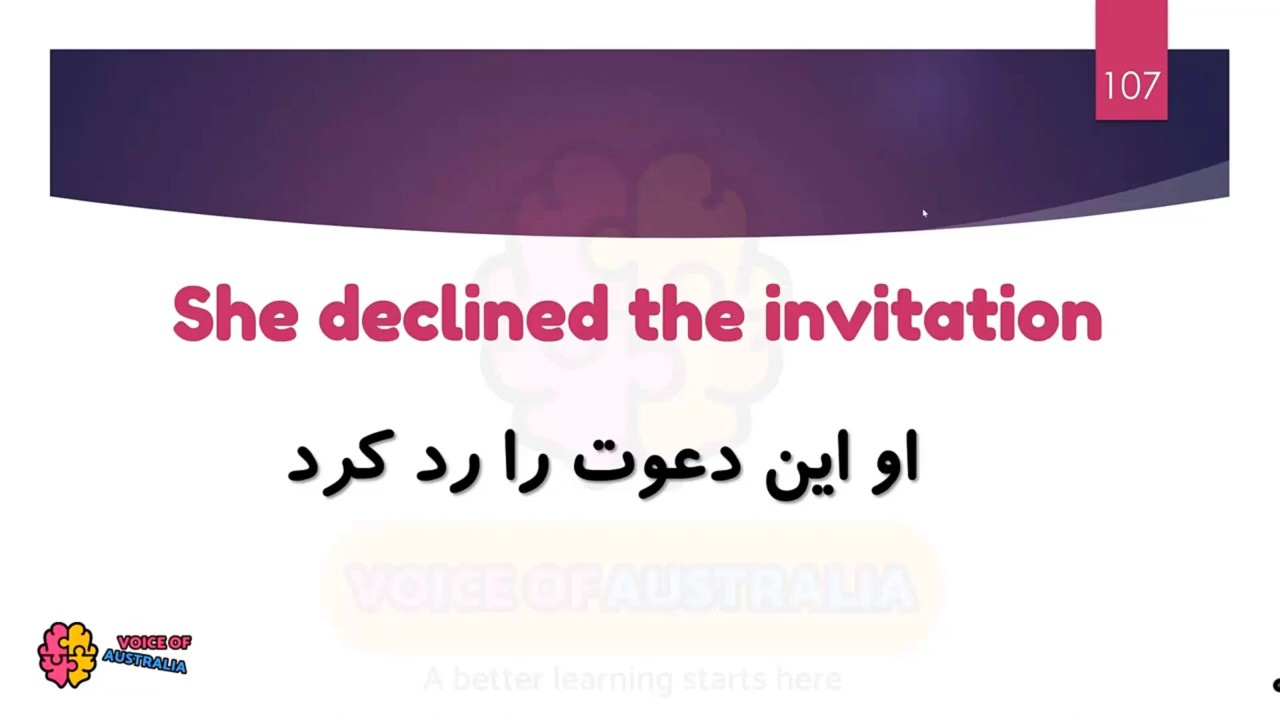 107
She declined the invitation
او این دعوت را رد کرد
VOICE OF AUSTRALIA
A better learning starts here
VOICE OF
AUSTRALIA